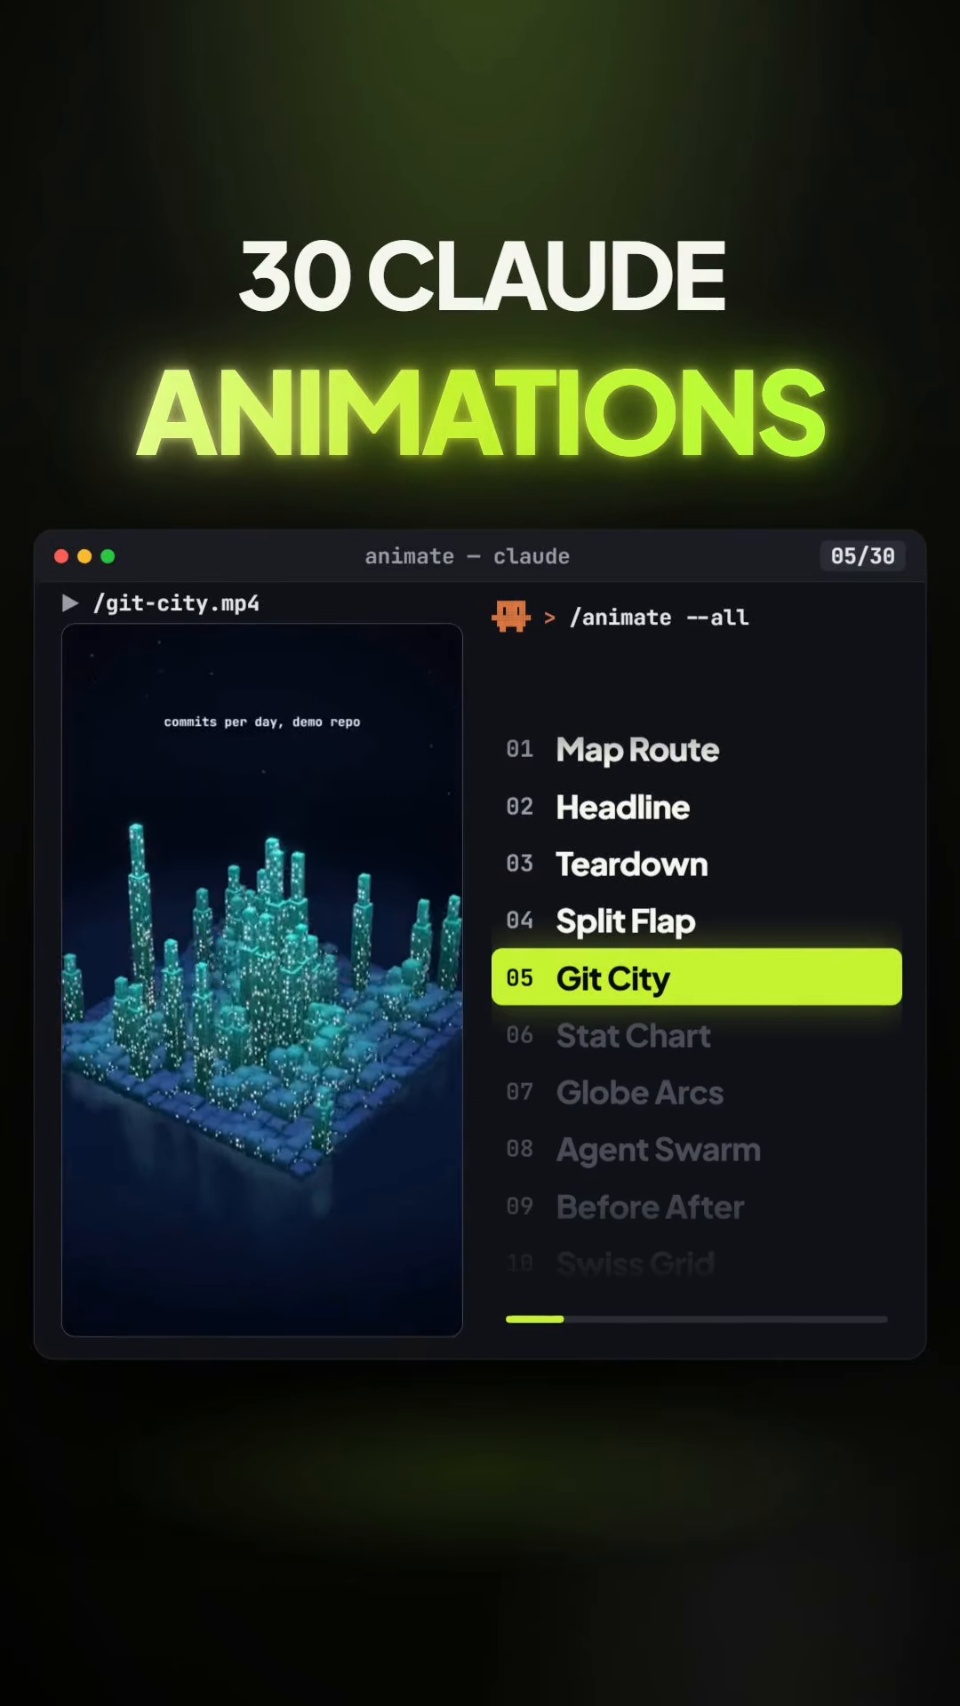 30 CLAUDE
ANIMATIONS
animate — claude
05/30
/git-city.mp4
commits per day, demo repo
> /animate --all
01 Map Route
02 Headline
03 Teardown
04 Split Flap
05 Git City
06 Stat Chart
07 Globe Arcs
08 Agent Swarm
09 Before After
10 Swiss Grid